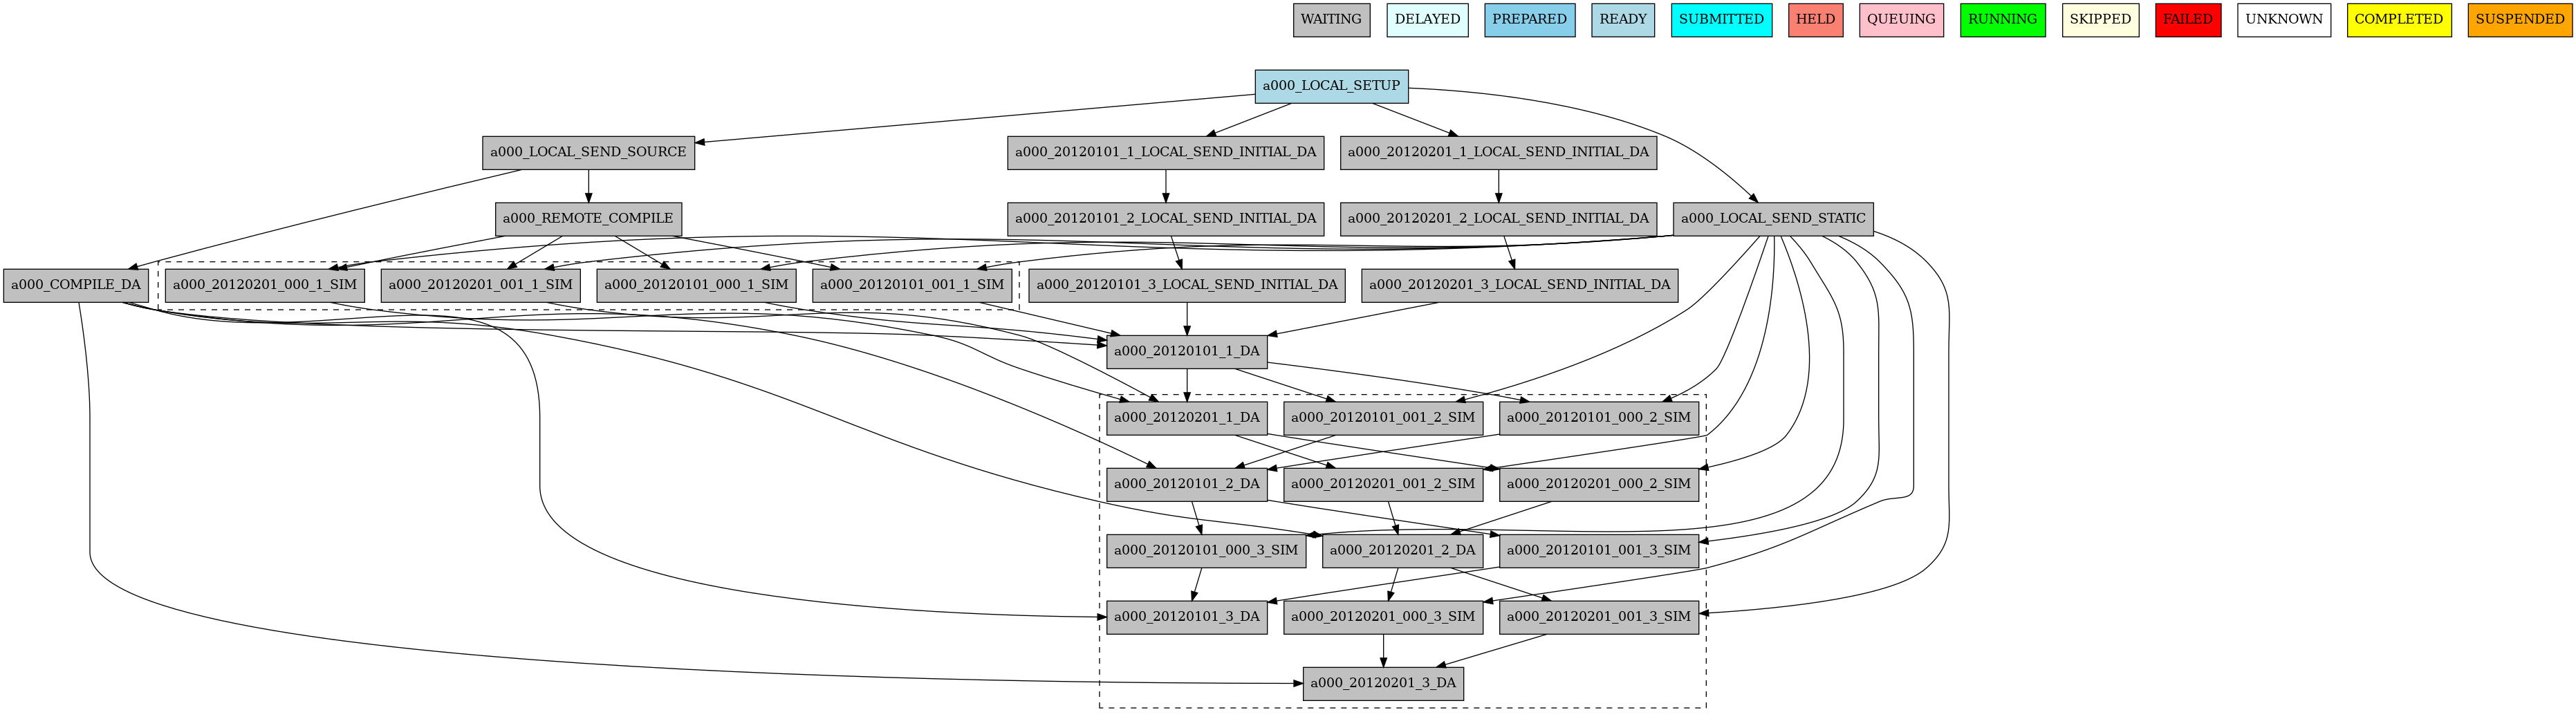 WAITING
DELAYED
PREPARED
READY
SUBMITTED
HELD
QUEUING
RUNNING
SKIPPED
FAILED
UNKNOWN
COMPLETED
SUSPENDED
a000_LOCAL_SETUP
a000_LOCAL_SEND_SOURCE
a000_20120101_1_LOCAL_SEND_INITIAL_DA
a000_20120201_1_LOCAL_SEND_INITIAL_DA
a000_REMOTE_COMPILE
a000_20120101_2_LOCAL_SEND_INITIAL_DA
a000_20120201_2_LOCAL_SEND_INITIAL_DA
a000_LOCAL_SEND_STATIC
a000_COMPILE_DA
a000_20120201_000_1_SIM
a000_20120201_001_1_SIM
a000_20120101_000_1_SIM
a000_20120101_001_1_SIM
a000_20120101_3_LOCAL_SEND_INITIAL_DA
a000_20120201_3_LOCAL_SEND_INITIAL_DA
a000_20120101_1_DA
a000_20120201_1_DA
a000_20120101_001_2_SIM
a000_20120101_000_2_SIM
a000_20120101_2_DA
a000_20120201_001_2_SIM
a000_20120201_000_2_SIM
a000_20120101_000_3_SIM
a000_20120201_2_DA
a000_20120101_001_3_SIM
a000_20120101_3_DA
a000_20120201_000_3_SIM
a000_20120201_001_3_SIM
a000_20120201_3_DA